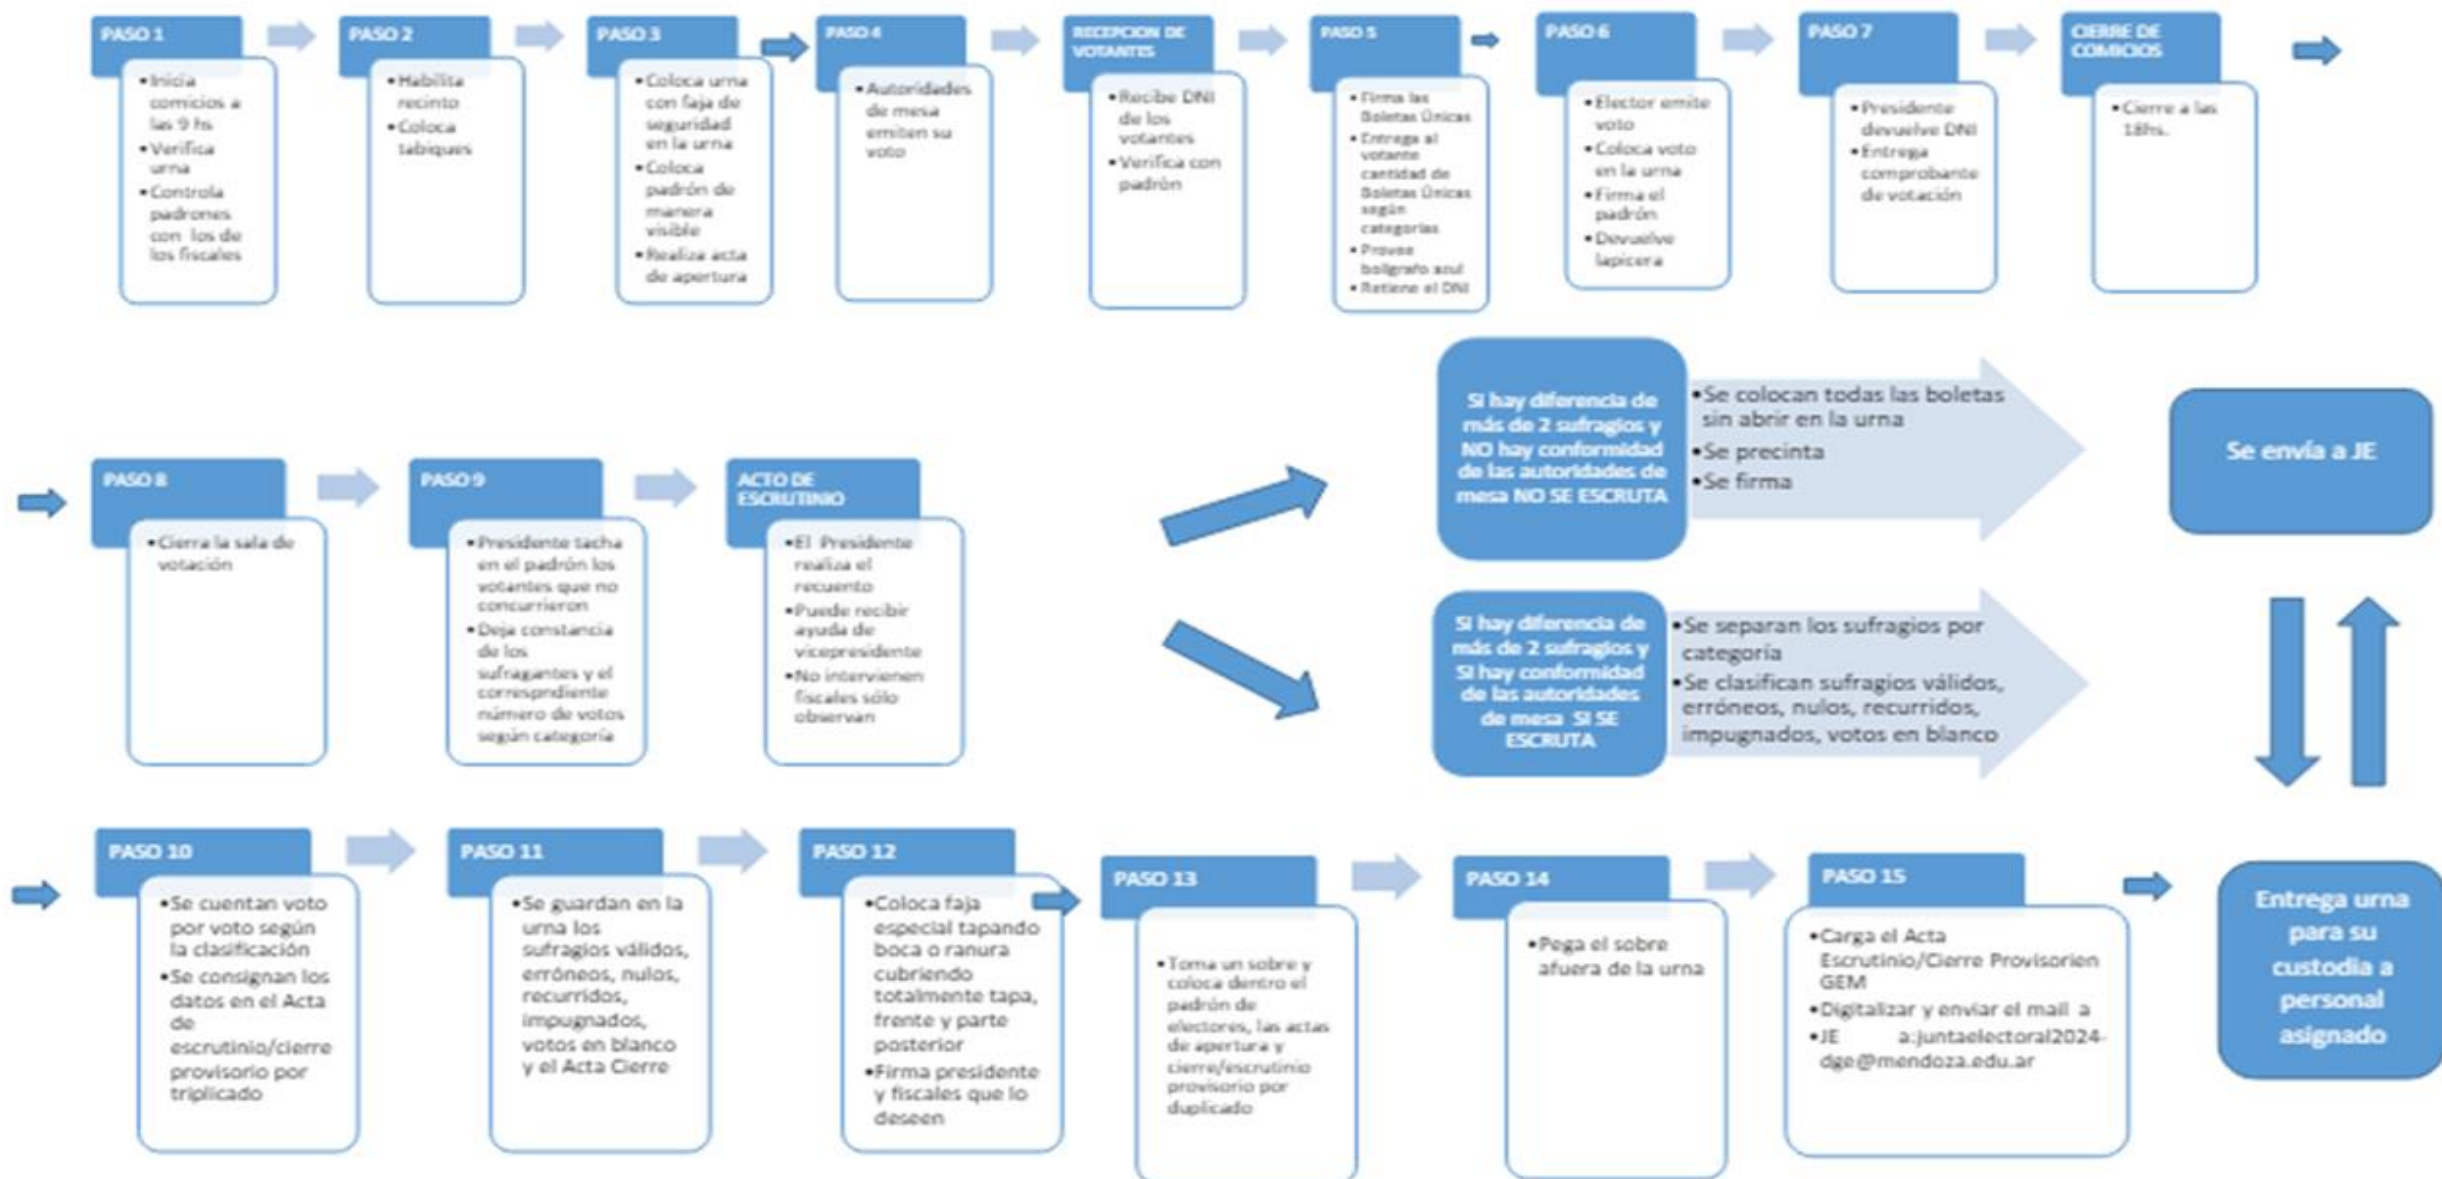 PASO 1
• Inicia
comicios a
las 9 hs
• Verifica
urna
• Controla
padrones
con los de
los fiscales
PASO 2
• Habilita
recinto
• Coloca
tabiques
PASO 3
• Coloca urna
con faja de
seguridad
en la urna
• Coloca
padrón de
manera
visible
• Realiza acta
de apertura
PASO 4
• Autoridades
de mesa
emiten su
voto
RECEPCION DE
VOTANTES
• Recibe DNI
de los
votantes
• Verifica con
padrón
PASO 5
• Firma las
Boletas Únicas
• Entrega al
votante
cantidad de
Boletas Únicas
según
categorías
• Provee
bolígrafo azul
• Retiene el DNI
PASO 6
• Elector emite
voto
• Coloca voto
en la urna
• Firma el
padrón
• Devuelve
lapicera
PASO 7
• Presidente
devuelve DNI
• Entrega
comprobante
de votación
CIERRE DE
COMICIOS
• Cierre a las
18hs.
PASO 8
• Cierra la sala de
votación
PASO 9
• Presidente tacha
en el padrón los
votantes que no
concurrieron
• Deja constancia
de los
sufragantes y el
correspndiente
número de votos
según categoría
ACTO DE
ESCRUTINIO
• El Presidente
realiza el
recuento
• Puede recibir
ayuda de
vicepresidente
• No intervienen
fiscales sólo
observan
SI hay diferencia de
más de 2 sufragios y
NO hay conformidad
de las autoridades de
mesa NO SE ESCRUTA
• Se colocan todas las boletas
sin abrir en la urna
• Se precinta
• Se firma
Se envía a JE
SI hay diferencia de
más de 2 sufragios y
SI hay conformidad
de las autoridades
de mesa SI SE
ESCRUTA
• Se separan los sufragios por
categoría
• Se clasifican sufragios válidos,
erróneos, nulos, recurridos,
impugnados, votos en blanco
PASO 10
• Se cuentan voto
por voto según
la clasificación
• Se consignan los
datos en el Acta
de
escrutinio/cierre
provisorio por
triplicado
PASO 11
• Se guardan en la
urna los
sufragios válidos,
erróneos, nulos,
recurridos,
impugnados,
votos en blanco
y el Acta Cierre
PASO 12
• Coloca faja
especial tapando
boca o ranura
cubriendo
totalmente tapa,
frente y parte
posterior
• Firma presidente
y fiscales que lo
deseen
PASO 13
• Toma un sobre y
coloca dentro el
padrón de
electores, las actas
de apertura y
cierre/escrutinio
provisorio por
duplicado
PASO 14
• Pega el sobre
afuera de la urna
PASO 15
• Carga el Acta
Escrutinio/Cierre Provisorien
GEM
• Digitalizar y enviar el mail a
• JE a:juntaelectoral2024-
dge@mendoza.edu.ar
Entrega urna
para su
custodia a
personal
asignado